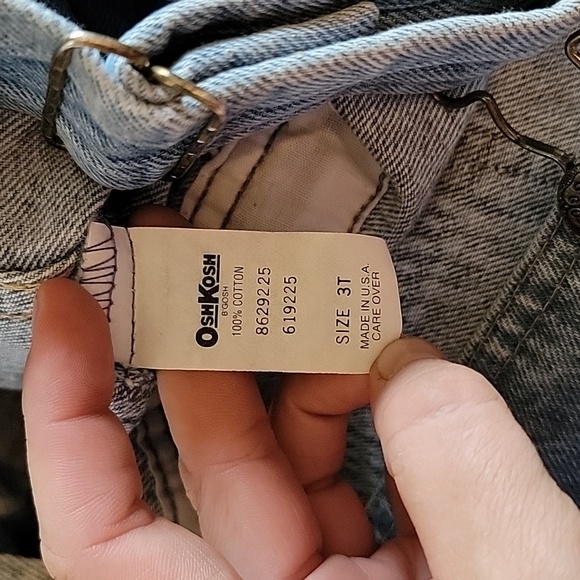 OSHKOSH
B'GOSH
100% COTTON
8629225
619225
SIZE 3T
MADE IN U.S.A.
CARE OVER